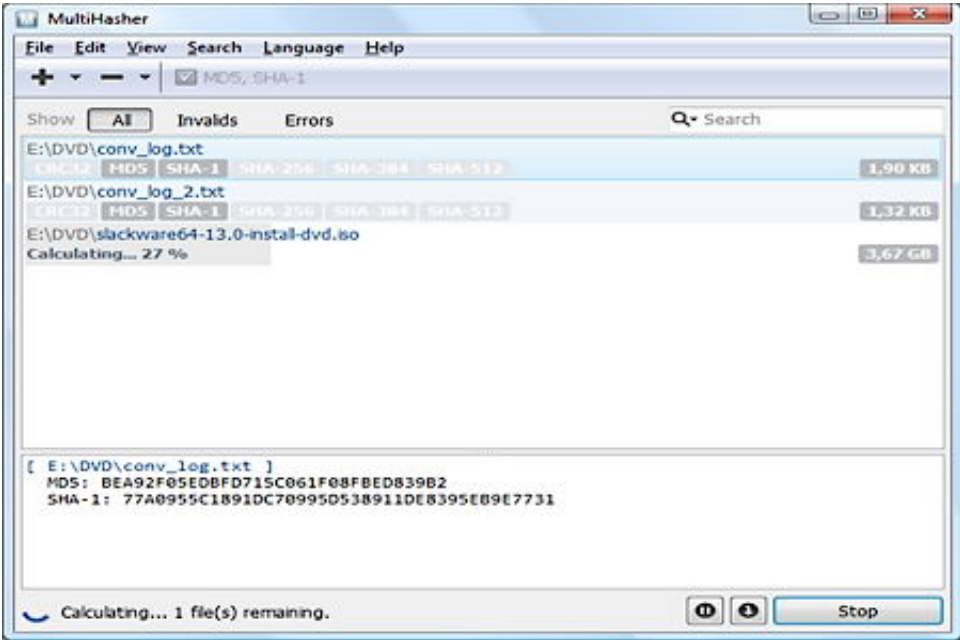 MultiHasher
File Edit View Search Language Help
MD5, SHA-1
Show All Invalids Errors Search
E:\DVD\conv_log.txt
CRC32 MD5 SHA-1 SHA-256 SHA-384 SHA-512 1,90 KB
E:\DVD\conv_log_2.txt
CRC32 MD5 SHA-1 SHA-256 SHA-384 SHA-512 1,32 KB
E:\DVD\slackware64-13.0-install-dvd.iso
Calculating... 27 % 3,67 GB
[ E:\DVD\conv_log.txt ]
MD5: BEA92F05EDBFD715C061F08FBED839B2
SHA-1: 77A0955C1891DC70995D538911DE8395EB9E7731
Calculating... 1 file(s) remaining.
Stop